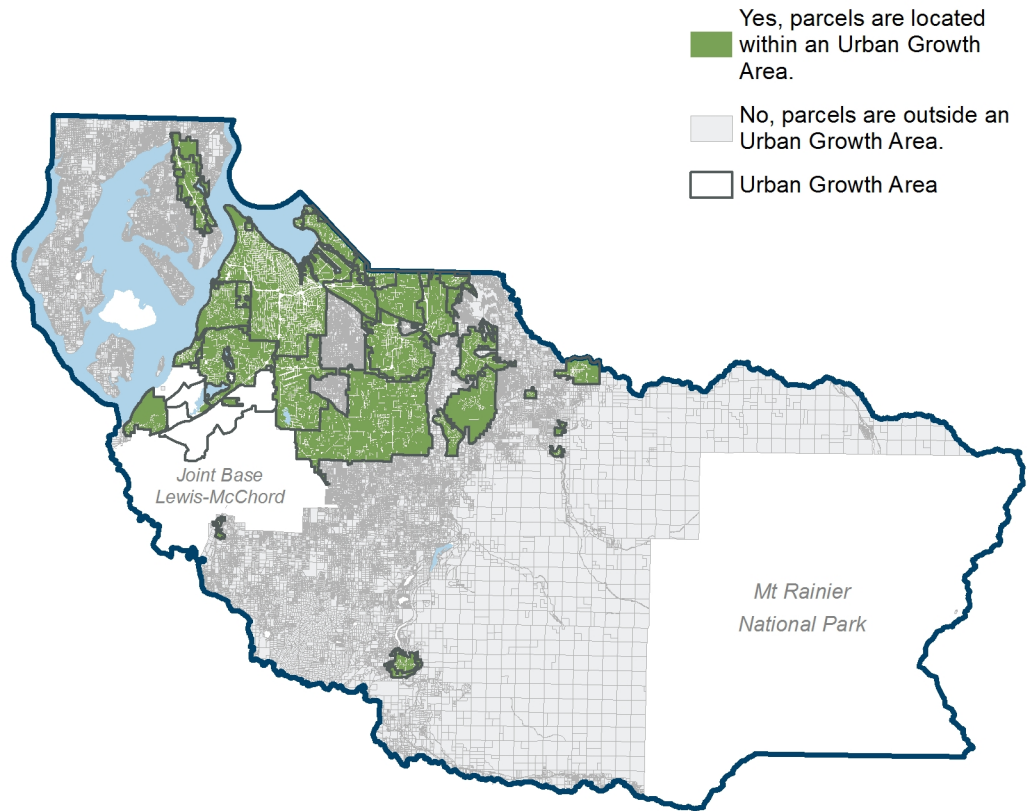 Yes, parcels are located
within an Urban Growth
Area.
No, parcels are outside an
Urban Growth Area.
Urban Growth Area
Joint Base
Lewis-McChord
Mt Rainier
National Park